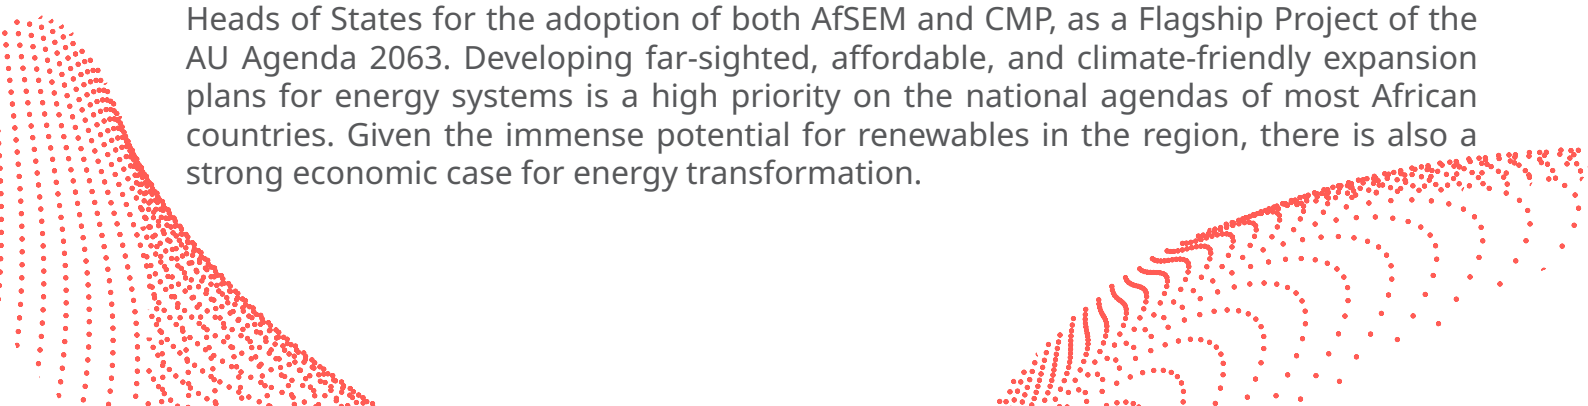 Heads of States for the adoption of both AfSEM and CMP, as a Flagship Project of the
AU Agenda 2063. Developing far-sighted, affordable, and climate-friendly expansion
plans for energy systems is a high priority on the national agendas of most African
countries. Given the immense potential for renewables in the region, there is also a
strong economic case for energy transformation.